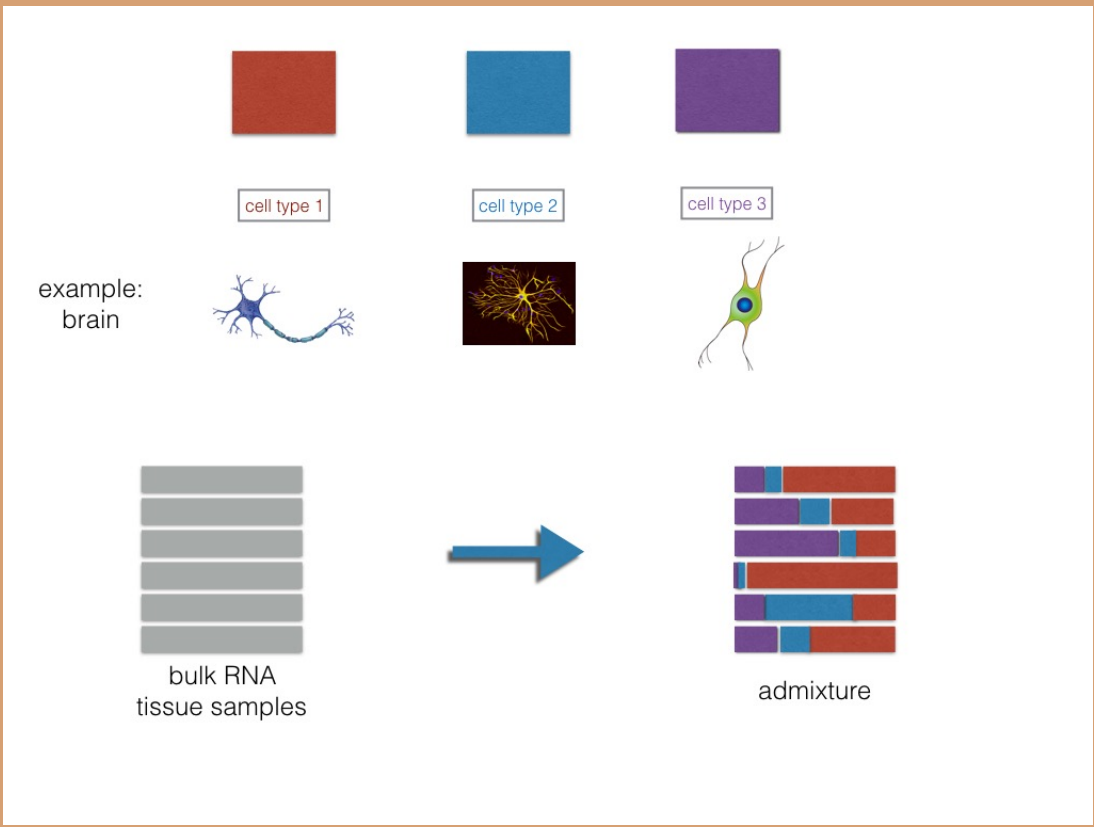 cell type 1
cell type 2
cell type 3
example:
brain
bulk RNA
tissue samples
admixture